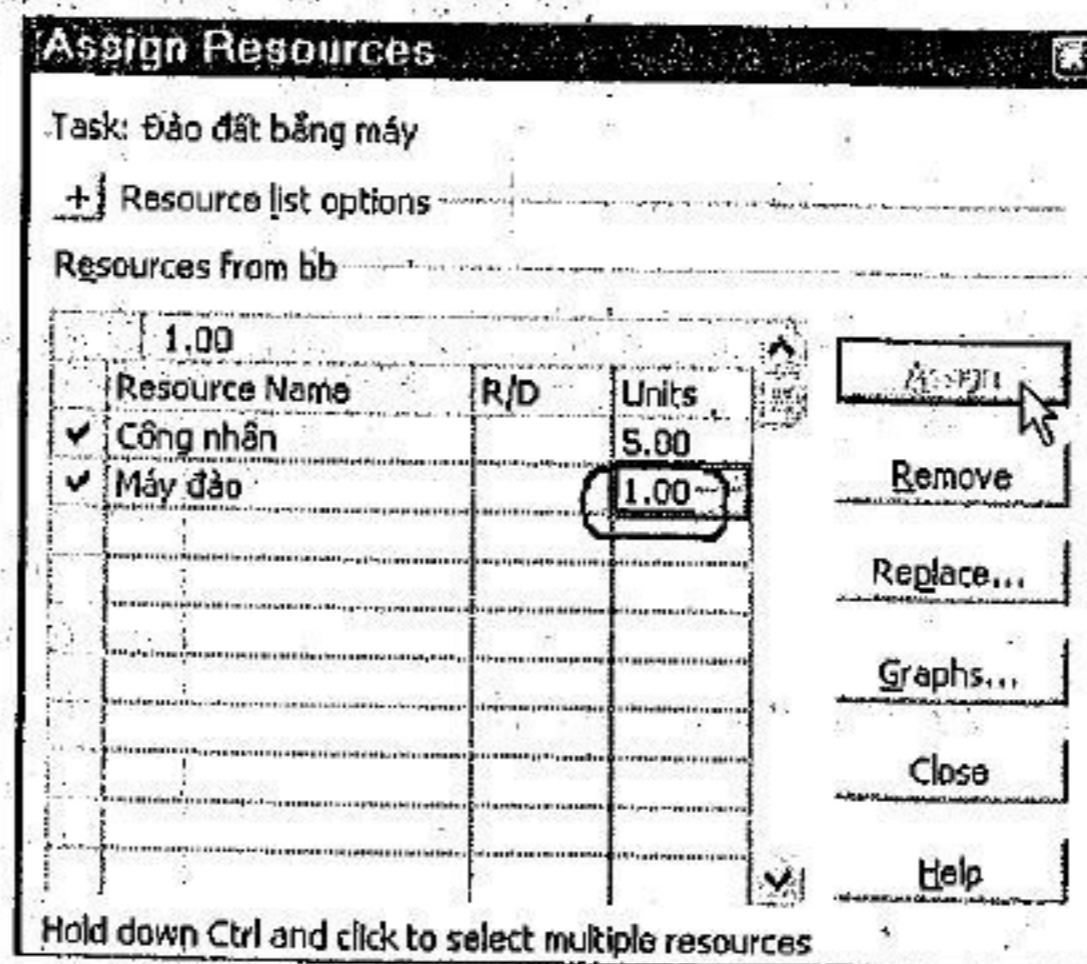 Assign Resources
Task: Đào đất bằng máy
+ Resource list options
Resources from bb
1.00
Resource Name R/D Units
Công nhân 5.00
Máy đào 1.00
Assign
Remove
Replace...
Graphs...
Close
Help
Hold down Ctrl and click to select multiple resources